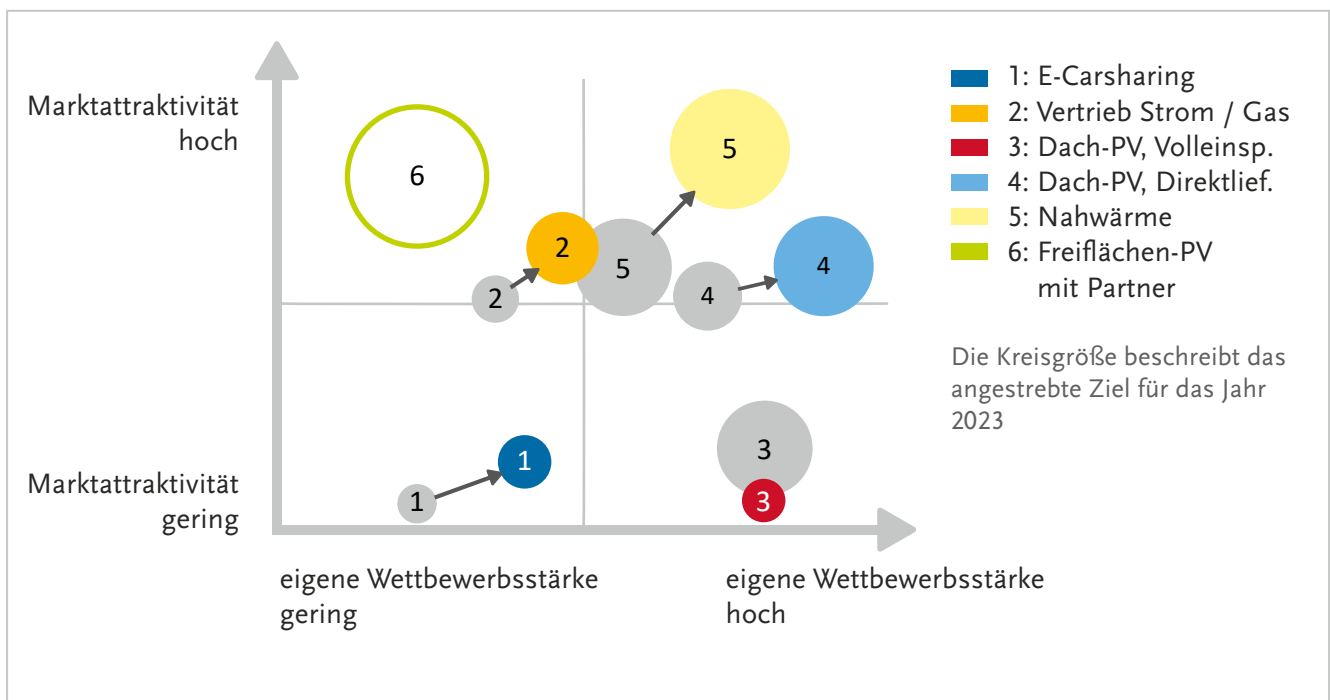 Marktattraktivität
hoch
6
5
2
5
4
2
4
3
1
3
1
Marktattraktivität
gering
eigene Wettbewerbsstärke
gering
eigene Wettbewerbsstärke
hoch
1: E-Carsharing
2: Vertrieb Strom / Gas
3: Dach-PV, Volleinsp.
4: Dach-PV, Direktlief.
5: Nahwärme
6: Freiflächen-PV
mit Partner
Die Kreisgröße beschreibt das
angestrebte Ziel für das Jahr
2023